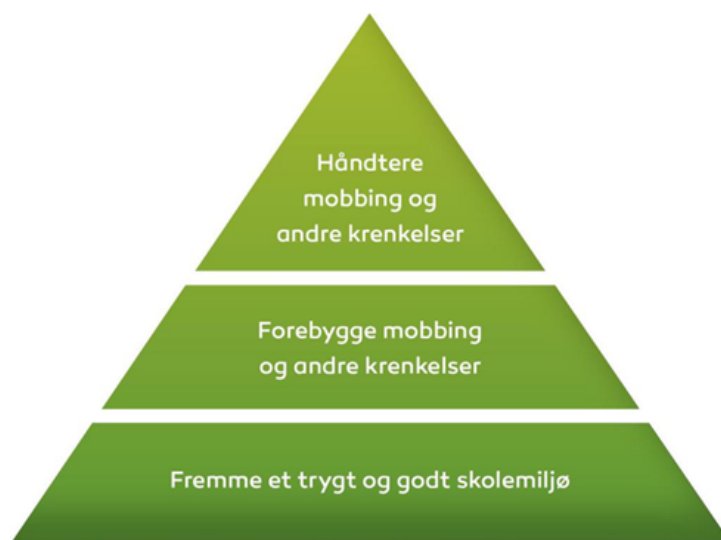 Håndtere
mobbing og
andre krenkelser
Forebygge mobbing
og andre krenkelser
Fremme et trygt og godt skolemiljø